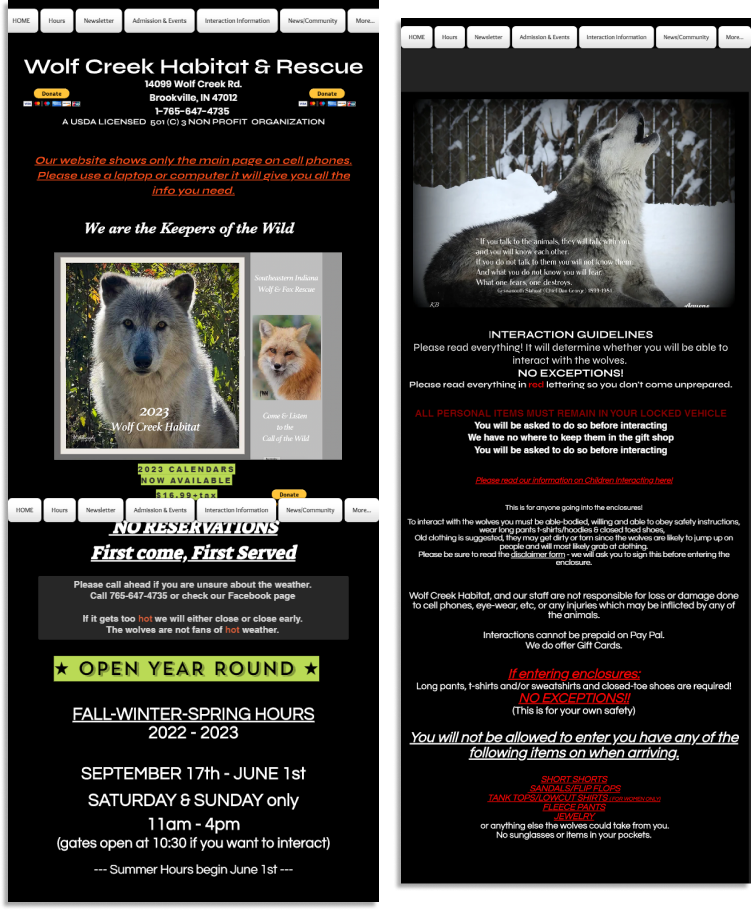 HOME
Hours
Newsletter
Admission & Events
Interaction Information
News/Community
More...
Wolf Creek Habitat & Rescue
14099 Wolf Creek Rd.
Brookville, IN 47012
1-765-647-4735
Donate
Donate
A USDA LICENSED 501 (C) 3 NON PROFIT ORGANIZATION
Our website shows only the main page on cell phones.
Please use a laptop or computer it will give you all the
info you need.
We are the Keepers of the Wild
Southeastern Indiana
Wolf & Fox Rescue
2023
Wolf Creek Habitat
Come & Listen
to the
Call of the Wild
2023 CALENDARS
NOW AVAILABLE
$16.99+tax
Donate
HOME
Hours
Newsletter
Admission & Events
Interaction Information
News/Community
More...
NO RESERVATIONS
First come, First Served
Please call ahead if you are unsure about the weather.
Call 765-647-4735 or check our Facebook page
If it gets too hot we will either close or close early.
The wolves are not fans of hot weather.
★ OPEN YEAR ROUND ★
FALL-WINTER-SPRING HOURS
2022 - 2023
SEPTEMBER 17th - JUNE 1st
SATURDAY & SUNDAY only
11am - 4pm
(gates open at 10:30 if you want to interact)
--- Summer Hours begin June 1st ---
HOME
Hours
Newsletter
Admission & Events
Interaction Information
News/Community
More...
" If you talk to the animals, they will talk with you
and you will know each other.
If you do not talk to them you will not know them.
And what you do not know you will fear.
What one fears, one destroys.
KB
INTERACTION GUIDELINES
Please read everything! It will determine whether you will be able to
interact with the wolves.
NO EXCEPTIONS!
Please read everything in red lettering so you don't come unprepared.
ALL PERSONAL ITEMS MUST REMAIN IN YOUR LOCKED VEHICLE
You will be asked to do so before interacting
We have no where to keep them in the gift shop
You will be asked to do so before interacting
Please read our information on Children interacting here!
This is for anyone going into the enclosures!
To interact with the wolves you must be able-bodied, willing and able to obey safety instructions,
wear long pants t-shirts/hoodies & closed toed shoes,
Old clothing is suggested, they may get dirty or torn since the wolves are likely to jump up on
people and will most likely grab at clothing.
Please be sure to read the disclaimer form - we will ask you to sign this before entering the
enclosure.
Wolf Creek Habitat, and our staff are not responsible for loss or damage done
to cell phones, eye-wear, etc, or any injuries which may be inflicted by any of
the animals.
Interactions cannot be prepaid on Pay Pal.
We do offer Gift Cards.
If entering enclosures:
Long pants, t-shirts and/or sweatshirts and closed-toe shoes are required!
NO EXCEPTIONS!!
(This is for your own safety)
You will not be allowed to enter you have any of the
following items on when arriving.
SHORT SHORTS
SANDALS/FLIP FLOPS
TANK TOPS/LOWCUT SHIRTS (FOR WOMEN ONLY)
FLEECE PANTS
JEWELRY
or anything else the wolves could take from you.
No sunglasses or items in your pockets.